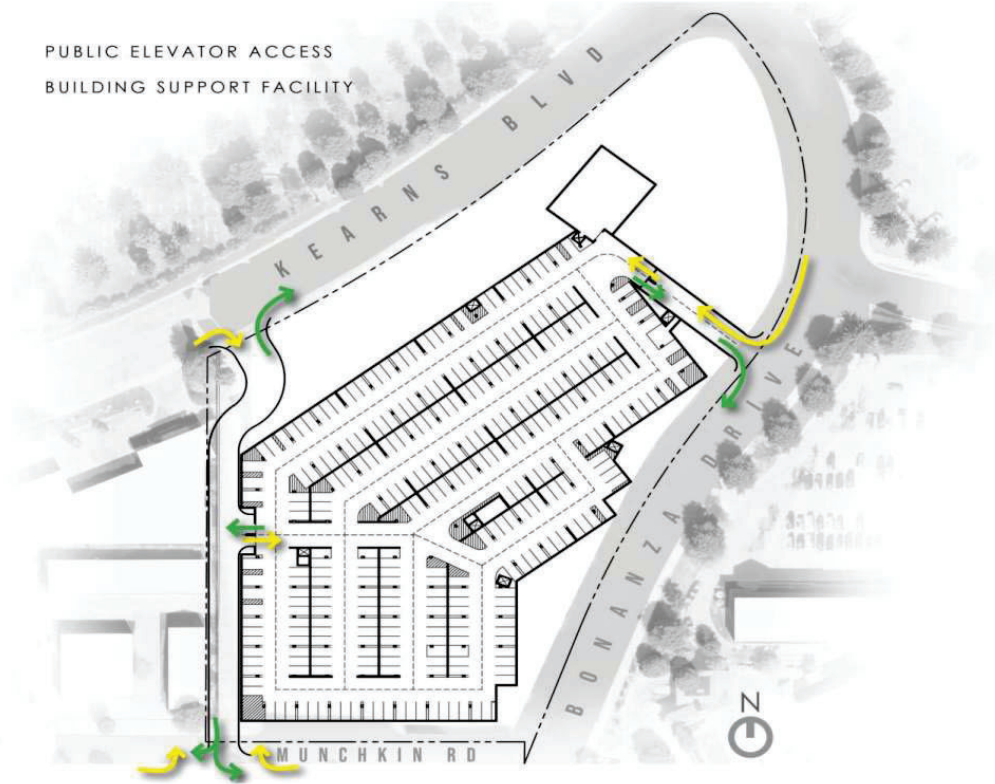 PUBLIC ELEVATOR ACCESS
BUILDING SUPPORT FACILITY
KEARNS BLVD
BONANZA DRIVE
MUNCHKIN RD
N